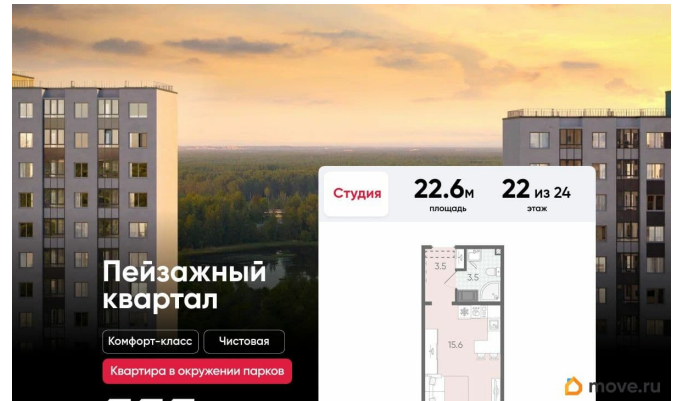 Студия
22.6м
площадь
22 из 24
этаж
3.5
3.5
15.6
Пейзажный
квартал
Комфорт-класс
Чистовая
Квартира в окружении парков
move.ru